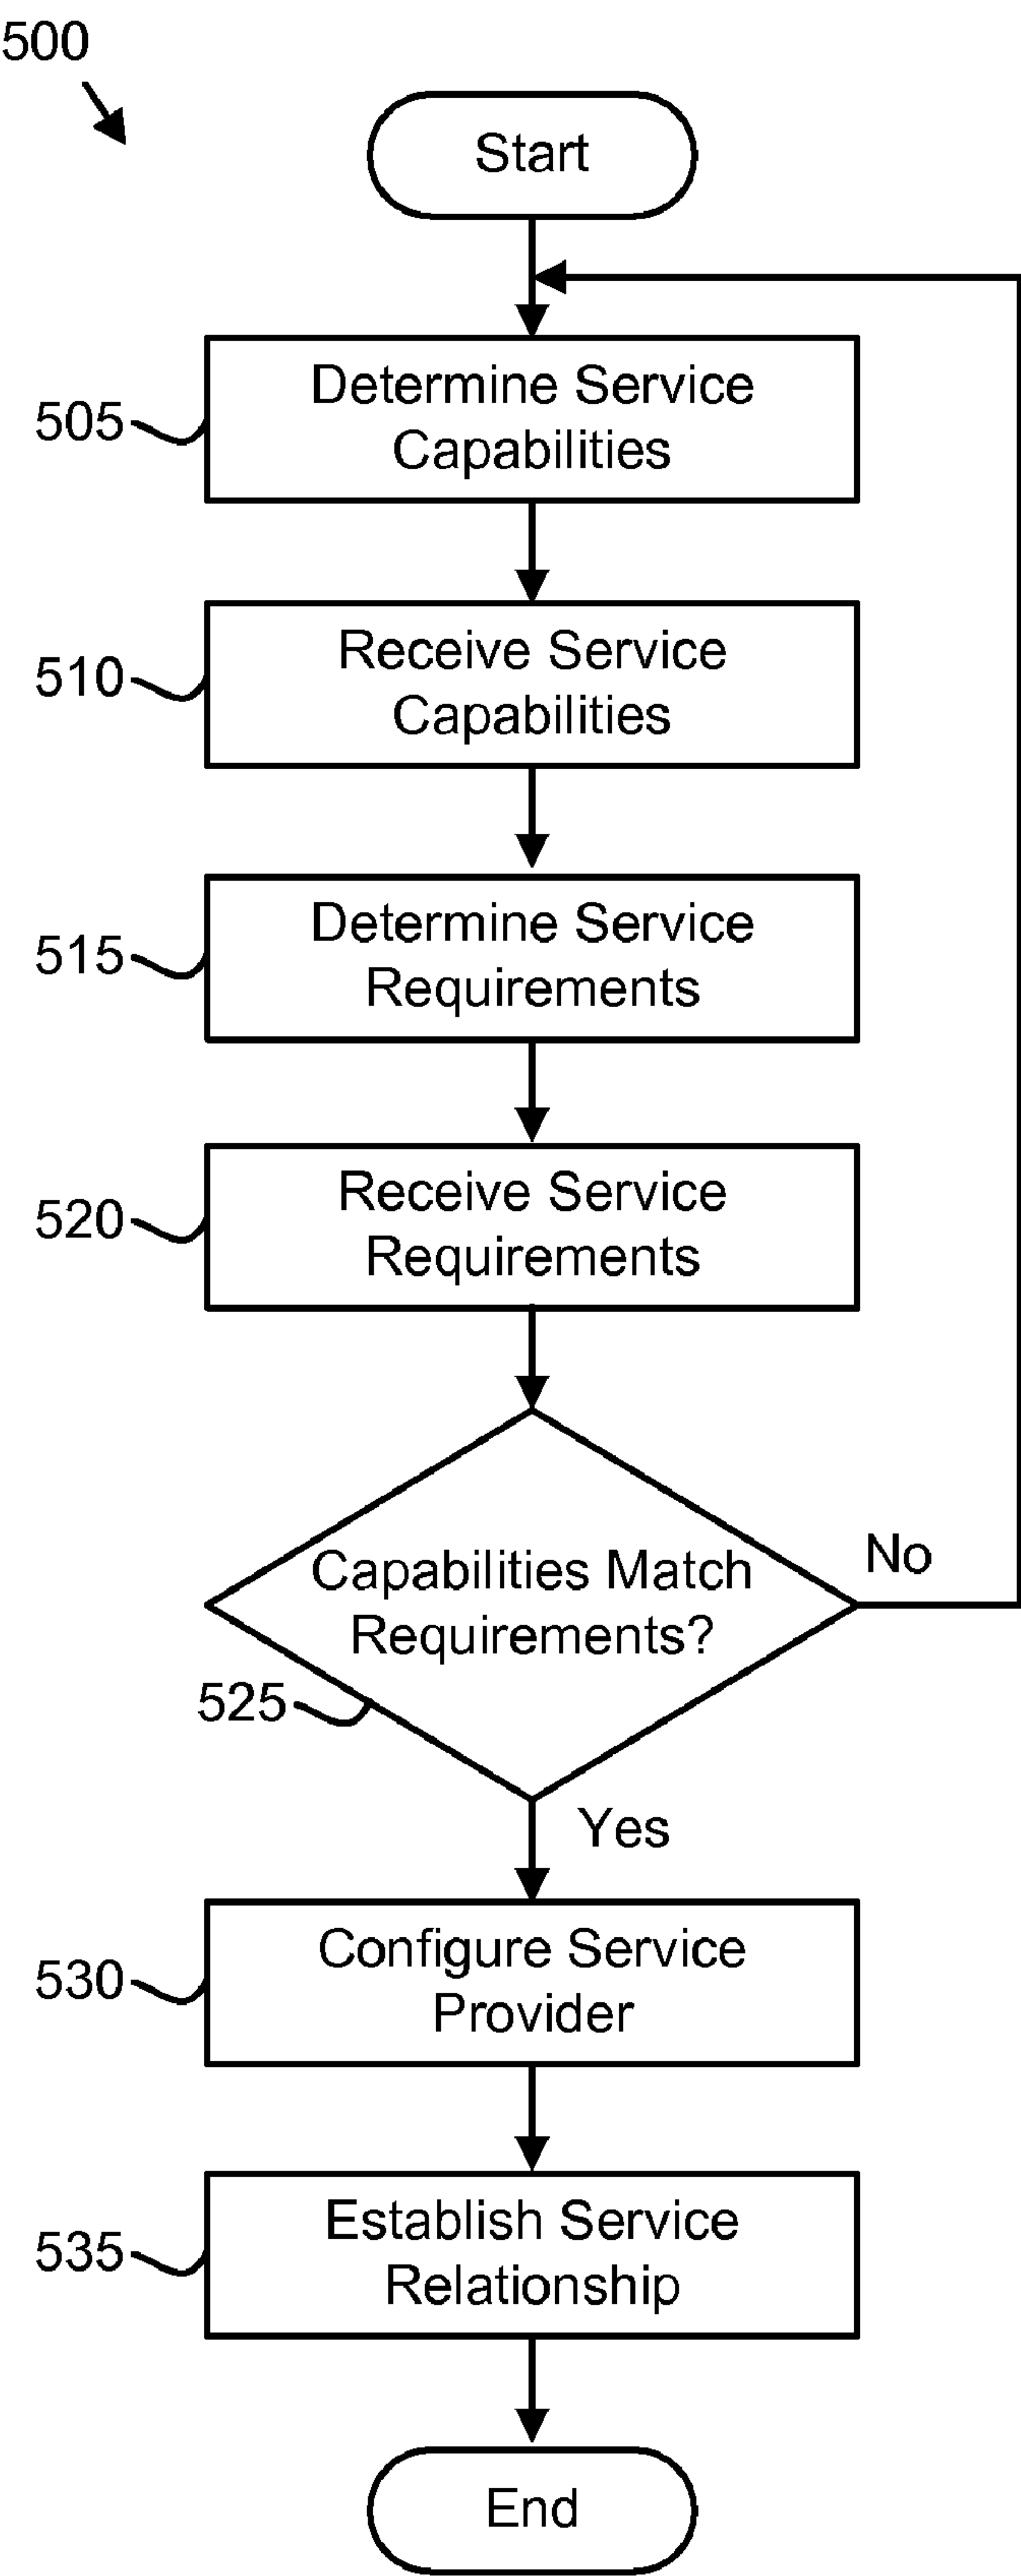 500
Start
Determine Service
Capabilities
505
Receive Service
Capabilities
510
Determine Service
Requirements
515
Receive Service
Requirements
520
Capabilities Match
Requirements?
No
525
Yes
Configure Service
Provider
530
Establish Service
Relationship
535
End